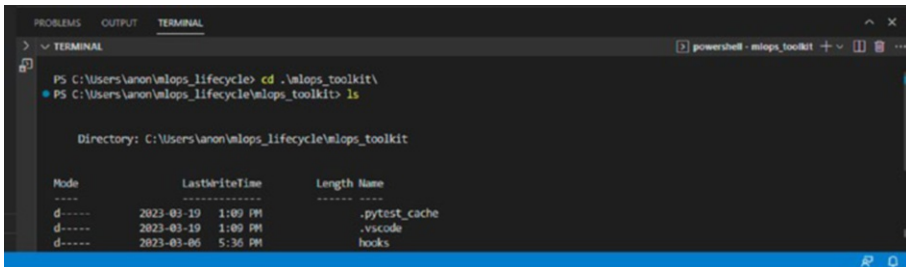 PROBLEMS OUTPUT TERMINAL
TERMINAL powershell - mlops_toolkit
PS C:\Users\anon\mlops_lifecycle> cd .\mlops_toolkit\
PS C:\Users\anon\mlops_lifecycle\mlops_toolkit> ls
Directory: C:\Users\anon\mlops_lifecycle\mlops_toolkit
Mode LastWriteTime Length Name
---- ------------- ------ ----
d----- 2023-03-19 1:09 PM .pytest_cache
d----- 2023-03-19 1:09 PM .vscode
d----- 2023-03-06 5:36 PM hooks